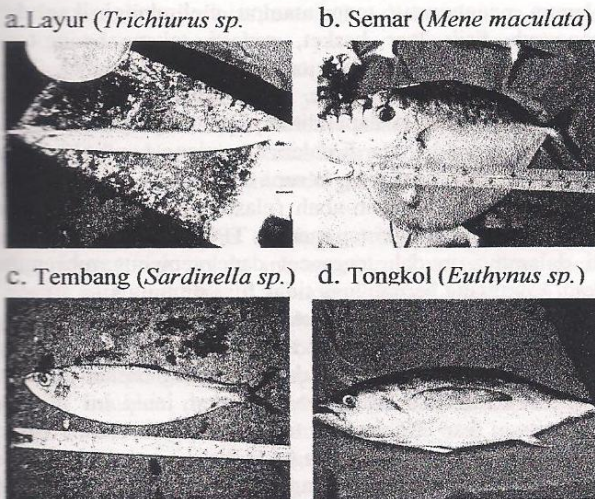 a.Layur (Trichiurus sp.
b. Semar (Mene maculata)
c. Tembang (Sardinella sp.)
d. Tongkol (Euthynus sp.)